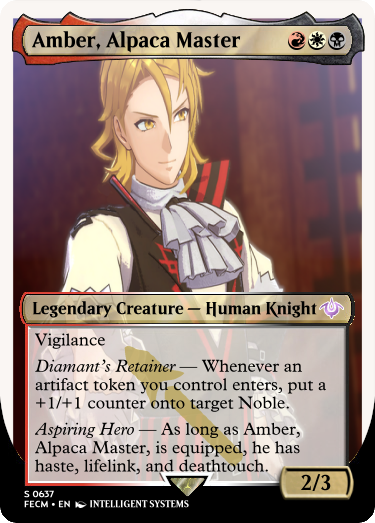 Amber, Alpaca Master
Legendary Creature — Human Knight
Vigilance
Diamant's Retainer — Whenever an
artifact token you control enters, put a
+1/+1 counter onto target Noble.
Aspiring Hero — As long as Amber,
Alpaca Master, is equipped, he has
haste, lifelink, and deathtouch.
2/3
S 0637
FECM • EN INTELLIGENT SYSTEMS